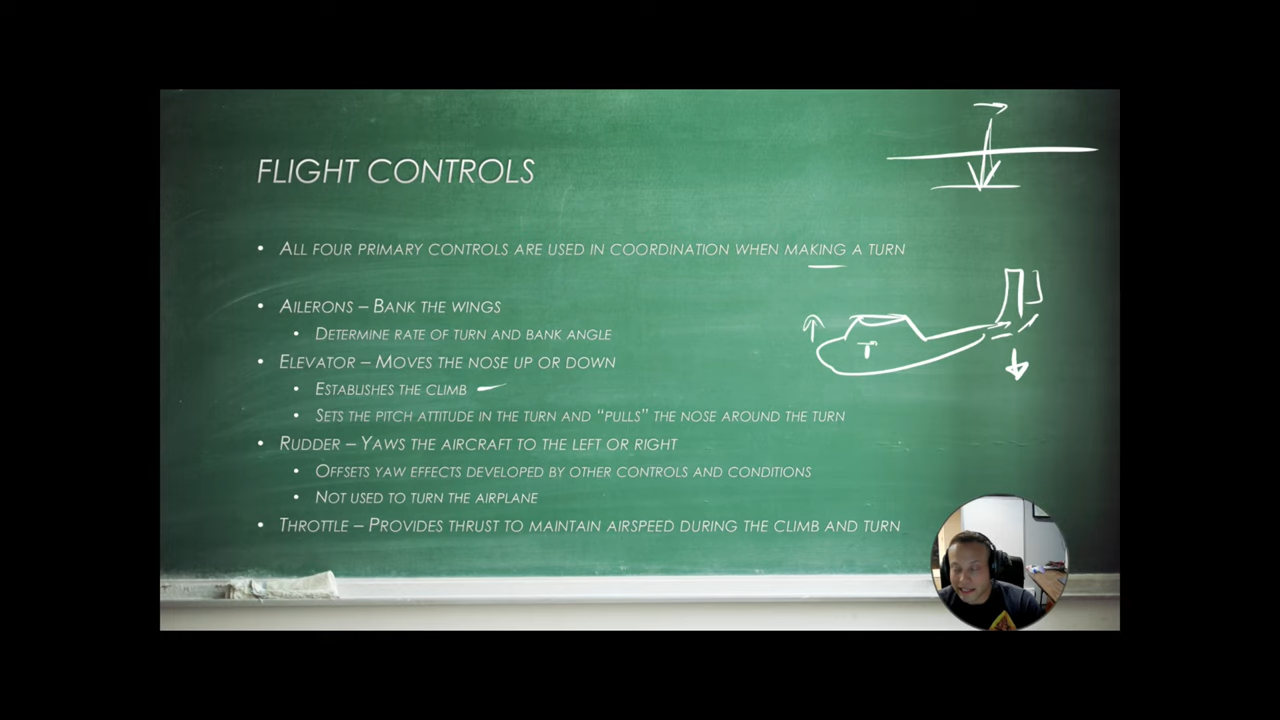 FLIGHT CONTROLS
• ALL FOUR PRIMARY CONTROLS ARE USED IN COORDINATION WHEN MAKING A TURN
• AILERONS – BANK THE WINGS
• DETERMINE RATE OF TURN AND BANK ANGLE
• ELEVATOR – MOVES THE NOSE UP OR DOWN
• ESTABLISHES THE CLIMB
• SETS THE PITCH ATTITUDE IN THE TURN AND “PULLS” THE NOSE AROUND THE TURN
• RUDDER – YAWS THE AIRCRAFT TO THE LEFT OR RIGHT
• OFFSETS YAW EFFECTS DEVELOPED BY OTHER CONTROLS AND CONDITIONS
• NOT USED TO TURN THE AIRPLANE
• THROTTLE – PROVIDES THRUST TO MAINTAIN AIRSPEED DURING THE CLIMB AND TURN